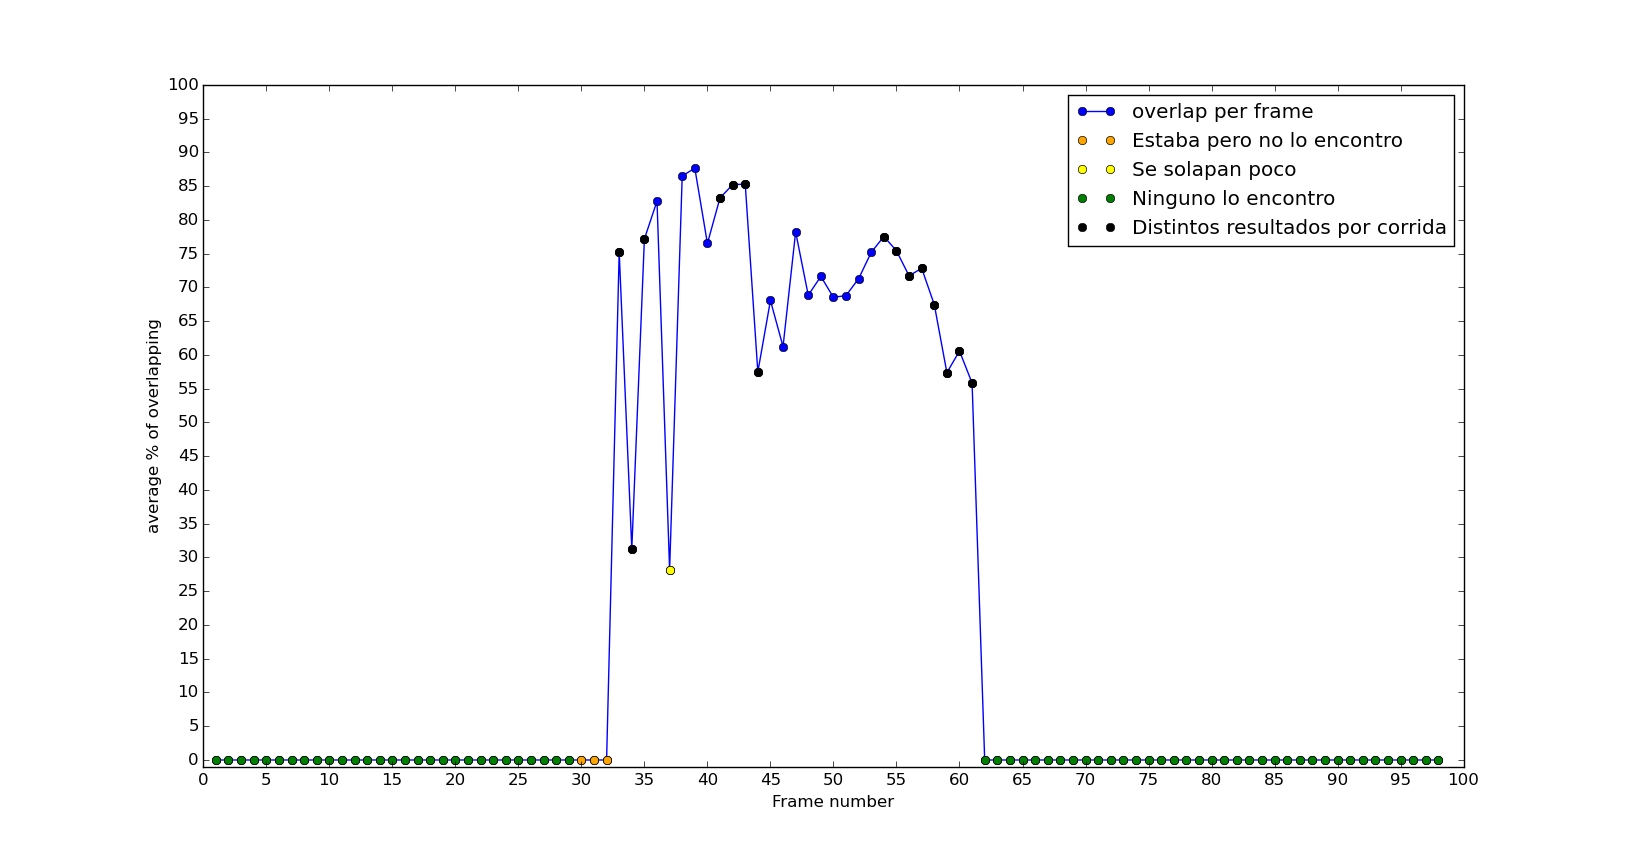 100
95
90
85
80
75
70
65
60
55
50
45
40
35
30
25
20
15
10
5
0
average % of overlapping
overlap per frame
Estaba pero no lo encontro
Se solapan poco
Ninguno lo encontro
Distintos resultados por corrida
0 5 10 15 20 25 30 35 40 45 50 55 60 65 70 75 80 85 90 95 100
Frame number